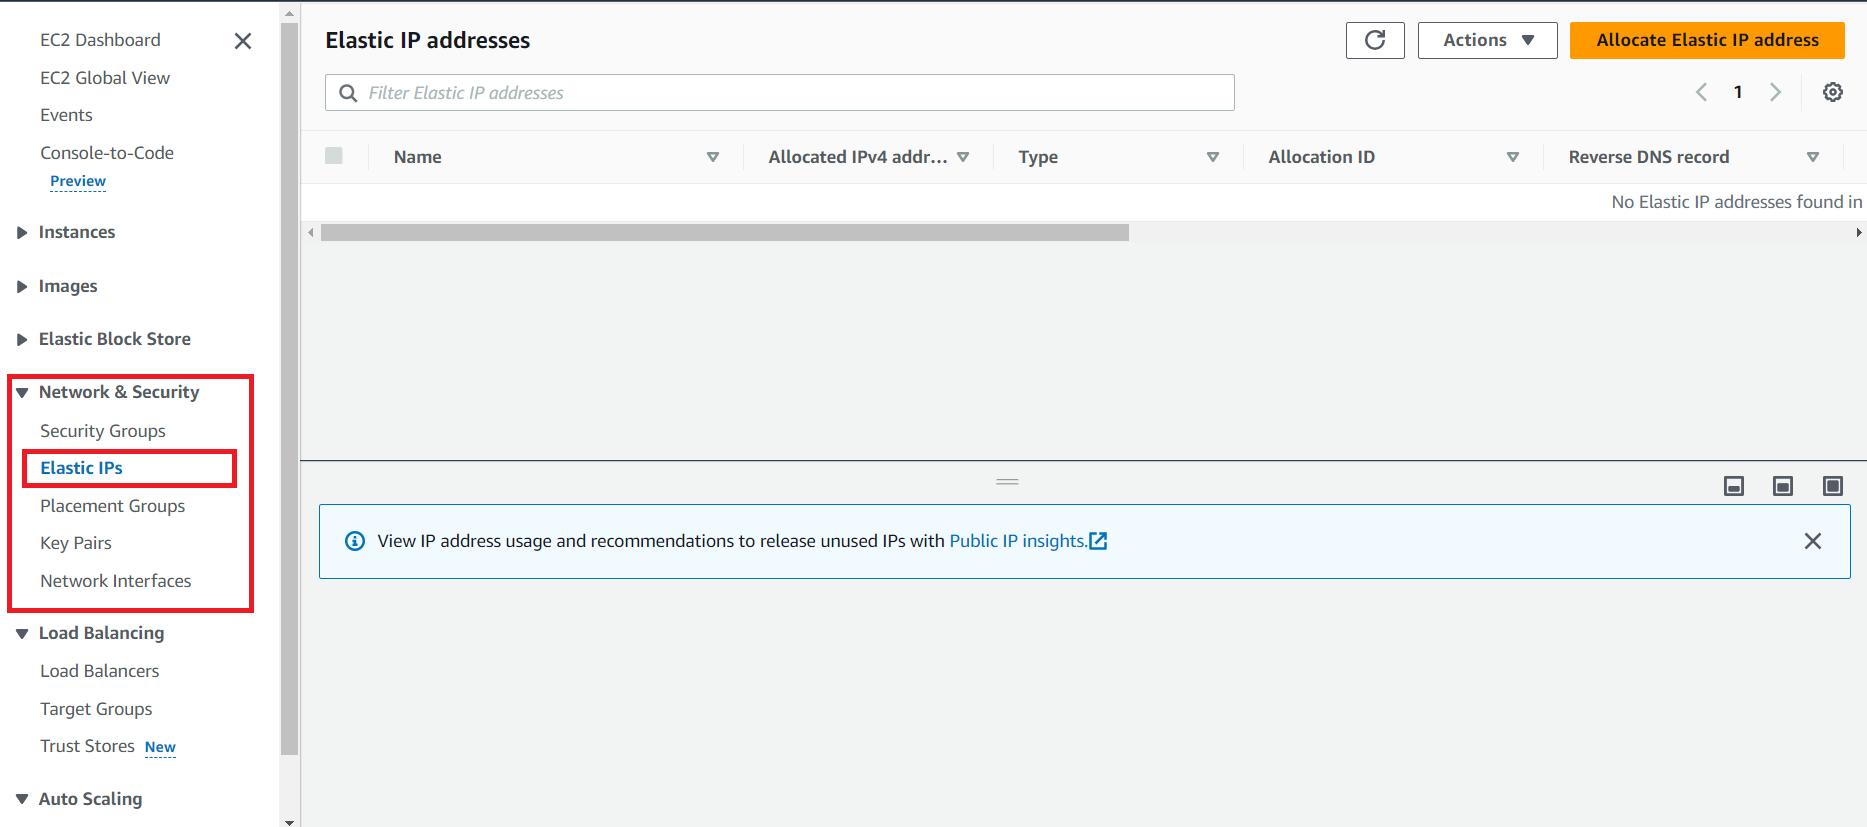 EC2 Dashboard
EC2 Global View
Events
Console-to-Code
Preview
Instances
Images
Elastic Block Store
Network & Security
Security Groups
Elastic IPs
Placement Groups
Key Pairs
Network Interfaces
Load Balancing
Load Balancers
Target Groups
Trust Stores New
Auto Scaling
Elastic IP addresses
Actions
Allocate Elastic IP address
Filter Elastic IP addresses
1
Name Allocated IPv4 addr... Type Allocation ID Reverse DNS record
No Elastic IP addresses found in
View IP address usage and recommendations to release unused IPs with Public IP insights.